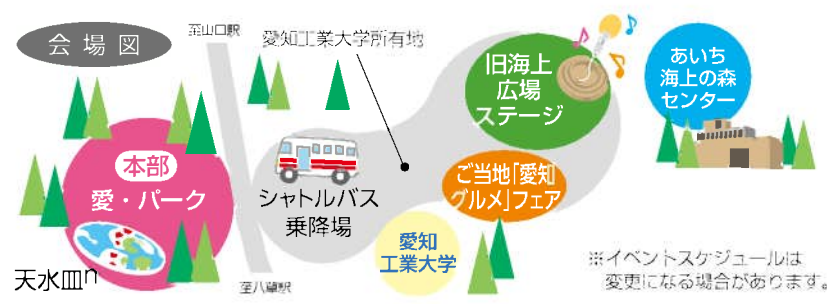 会場図
至山口駅
愛知工業大学所有地
旧海上
広場
ステージ
あいち
海上の森
センター
本部
愛・パーク
シャトルバス
乗降場
ご当地「愛知
グルメ」フェア
愛知
工業大学
天水皿n
至八草駅
※イベントスケジュールは
変更になる場合があります。